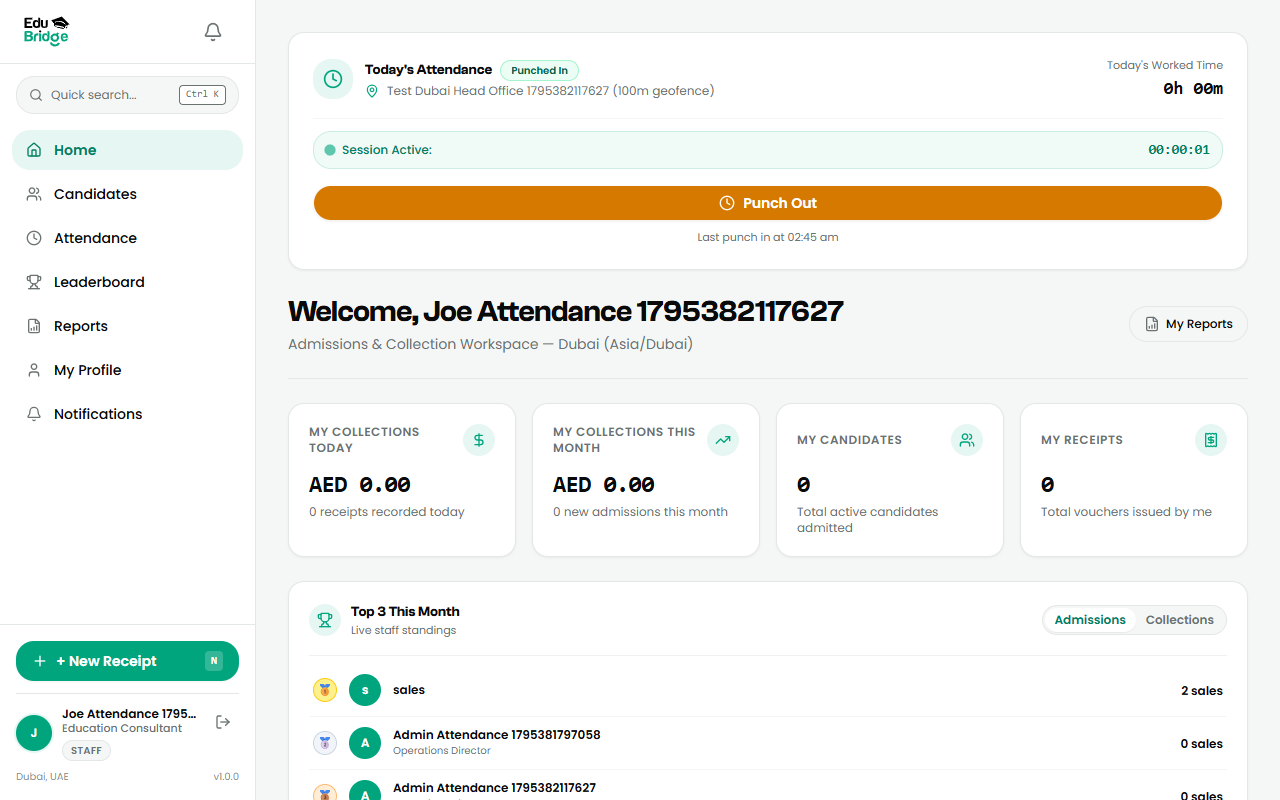 Edu
Bridge
Quick search...
Ctrl K
Home
Candidates
Attendance
Leaderboard
Reports
My Profile
Notifications
+ New Receipt
N
J
Joe Attendance 1795...
Education Consultant
STAFF
Dubai, UAE
v1.0.0
Today's Attendance
Punched In
Test Dubai Head Office 1795382117627 (100m geofence)
Today's Worked Time
0h 00m
Session Active:
00:00:01
Punch Out
Last punch in at 02:45 am
Welcome, Joe Attendance 1795382117627
Admissions & Collection Workspace — Dubai (Asia/Dubai)
My Reports
MY COLLECTIONS
TODAY
AED 0.00
0 receipts recorded today
MY COLLECTIONS THIS
MONTH
AED 0.00
0 new admissions this month
MY CANDIDATES
0
Total active candidates
admitted
MY RECEIPTS
0
Total vouchers issued by me
Top 3 This Month
Live staff standings
Admissions
Collections
s
sales
2 sales
A
Admin Attendance 1795381797058
Operations Director
0 sales
A
Admin Attendance 1795382117627
0 sales